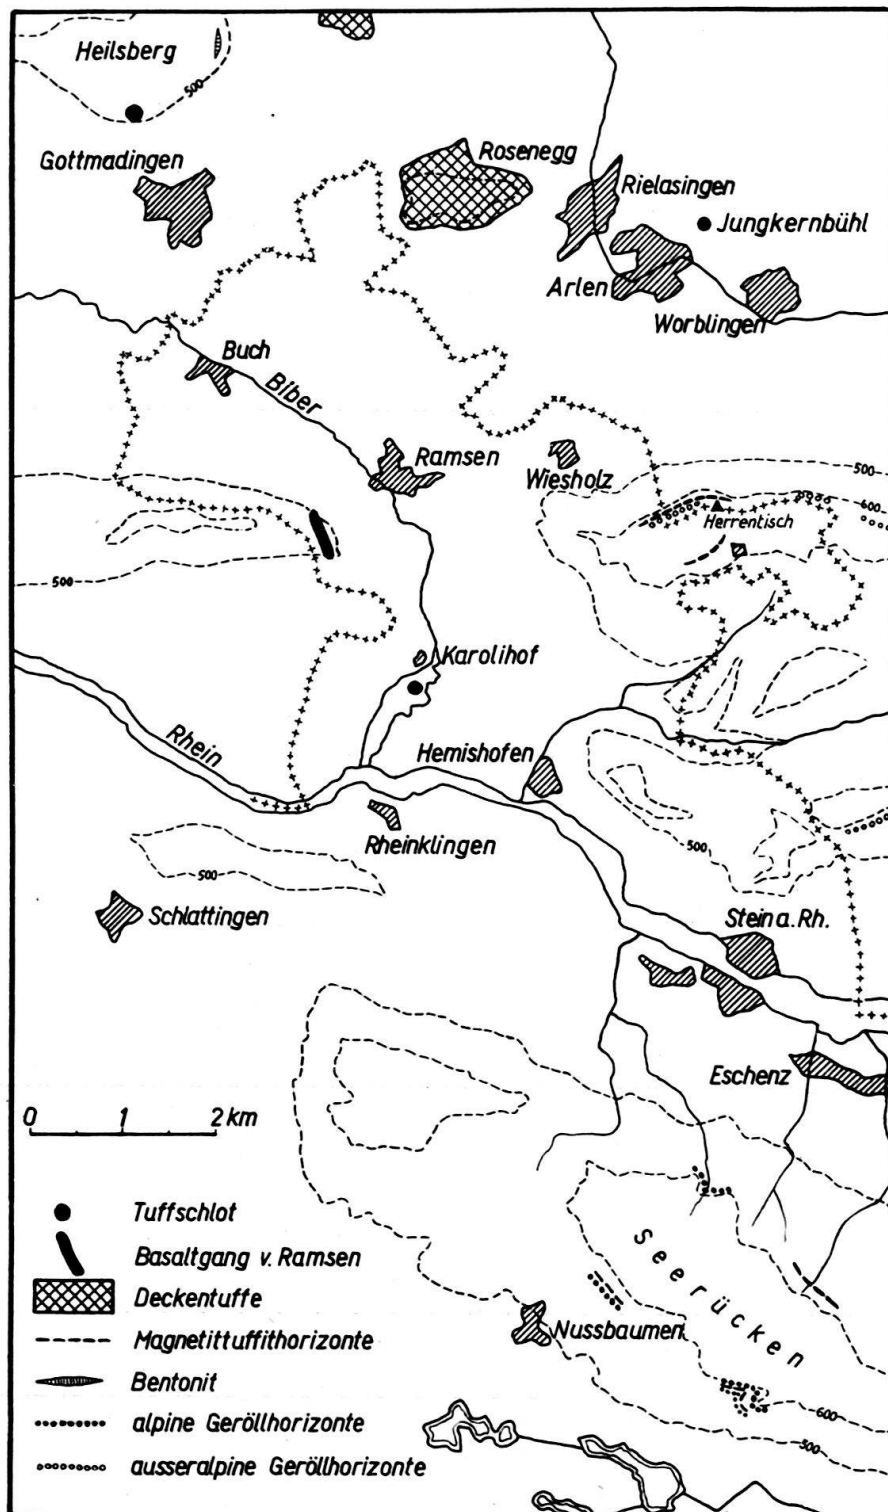 Heilsberg
500
Gottmadingen
Rosenegg
Rielasingen
Jungkernbühl
Arlen
Worblingen
Buch
Biber
Ramsen
Wiesholz
500
600
Herrentisch
500
Karolihof
Rhein
Hemishofen
Rheinklingen
500
500
Schlattingen
Stein a. Rh.
Eschenz
0 1 2 km
Tuffschlot
Basaltgang v. Ramsen
Deckentuffe
Magnetittuffithorizonte
Bentonit
alpine Geröllhorizonte
ausseralpine Geröllhorizonte
Seerücken
Nussbaumen
600
500